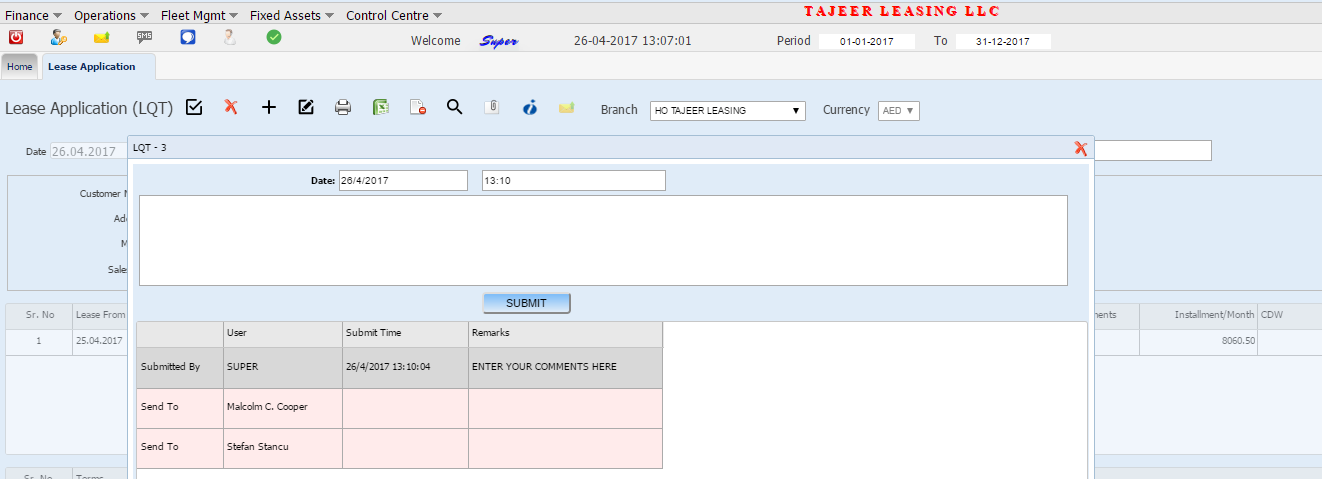 TAJEER LEASING LLC
Finance Operations Fleet Mgmt Fixed Assets Control Centre
SMS Welcome Super 26-04-2017 13:07:01 Period 01-01-2017 To 31-12-2017
Home Lease Application
Lease Application (LQT) Branch HO TAJEER LEASING Currency AED
LQT - 3
Date 26.04.2017
Date: 26/4/2017 13:10
Customer
Sales
SUBMIT
Sr. No Lease From Installment/Month CDW
1 25.04.2017 8060.50
User Submit Time Remarks
Submitted By SUPER 26/4/2017 13:10:04 ENTER YOUR COMMENTS HERE
Send To Malcolm C. Cooper
Send To Stefan Stancu
Sr. No Terms